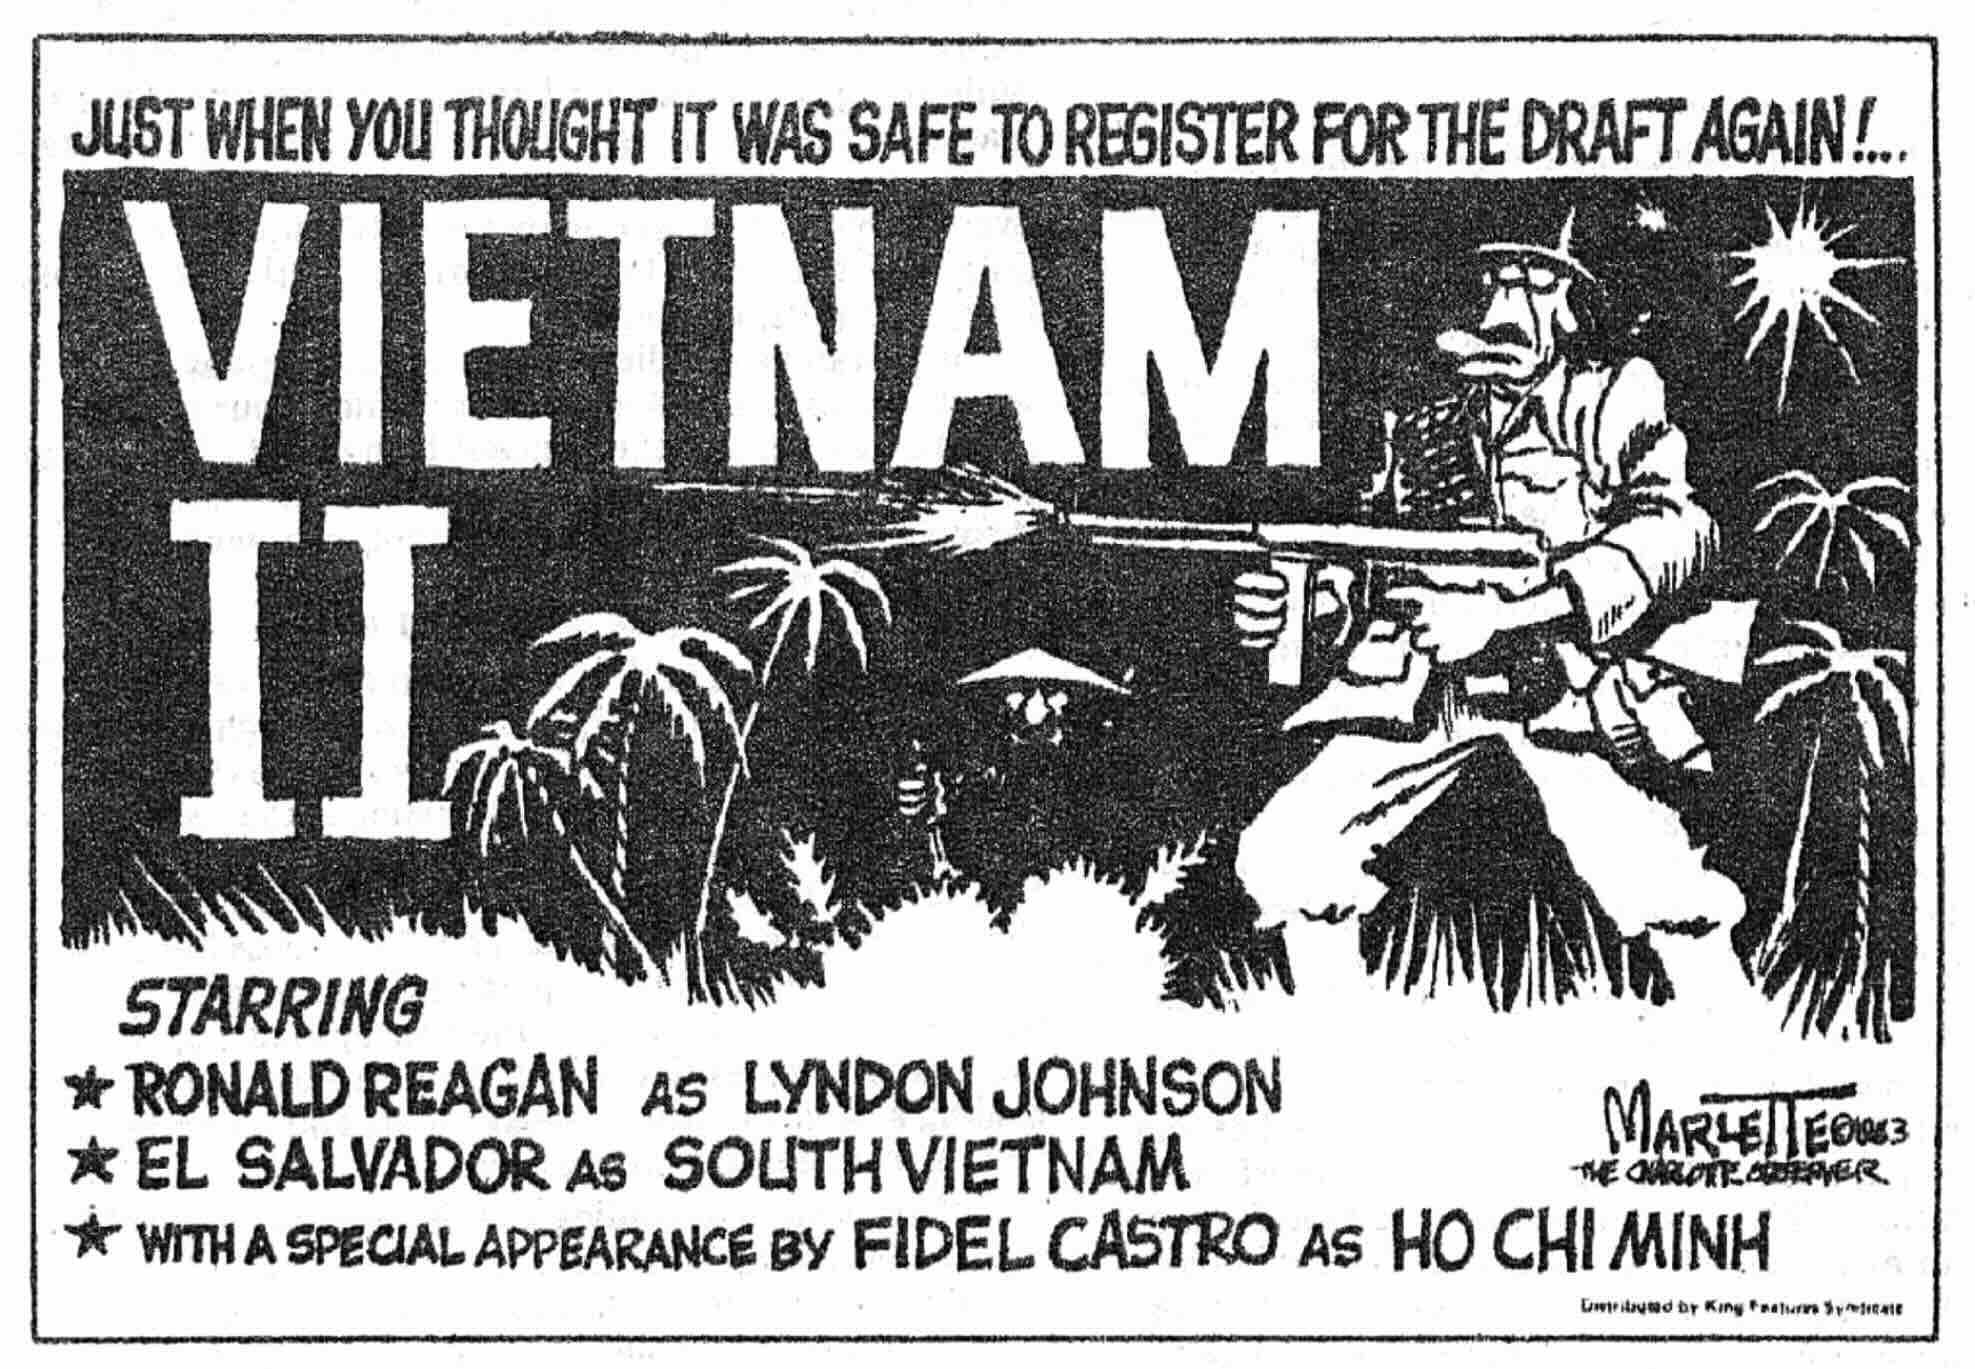 JUST WHEN YOU THOUGHT IT WAS SAFE TO REGISTER FOR THE DRAFT AGAIN!...
VIETNAM
II
STARRING
★ RONALD REAGAN AS LYNDON JOHNSON
★ EL SALVADOR AS SOUTH VIETNAM
★ WITH A SPECIAL APPEARANCE BY FIDEL CASTRO AS HO CHI MINH
MARLETTE ©1983
THE CHARLOTTE OBSERVER
Distributed by King Features Syndicate